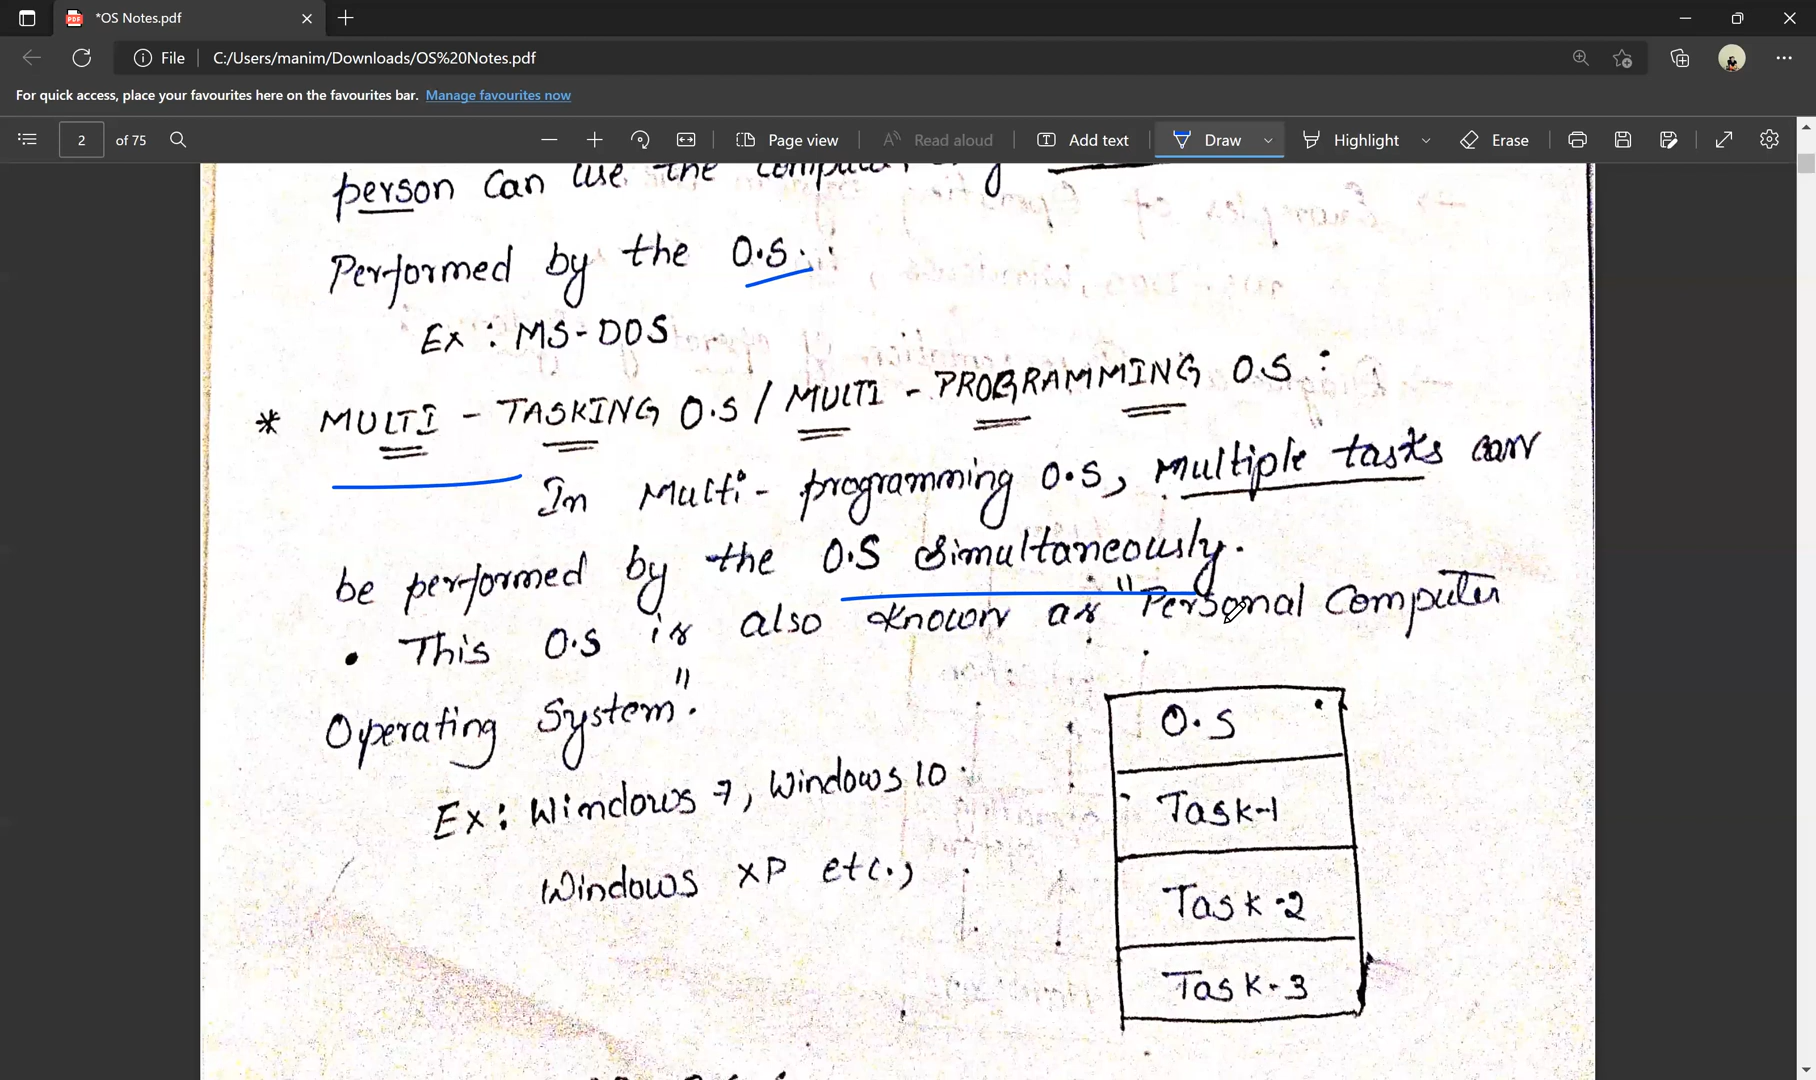 *OS Notes.pdf
File C:/Users/manim/Downloads/OS%20Notes.pdf
For quick access, place your favourites here on the favourites bar. Manage favourites now
2 of 75 Page view Read aloud Add text Draw Highlight Erase
person can use the
Performed by the O.S.
Ex : MS-DOS
* MULTI - TASKING O.S / MULTI - PROGRAMMING O.S :
In Multi - programming O.S, Multiple tasks can
be performed by the O.S Simultaneously.
• This O.S is also known as "Personal Computer
Operating System".
Ex : Windows 7, Windows 10
Windows XP etc.,
O.S
Task-1
Task-2
Task-3